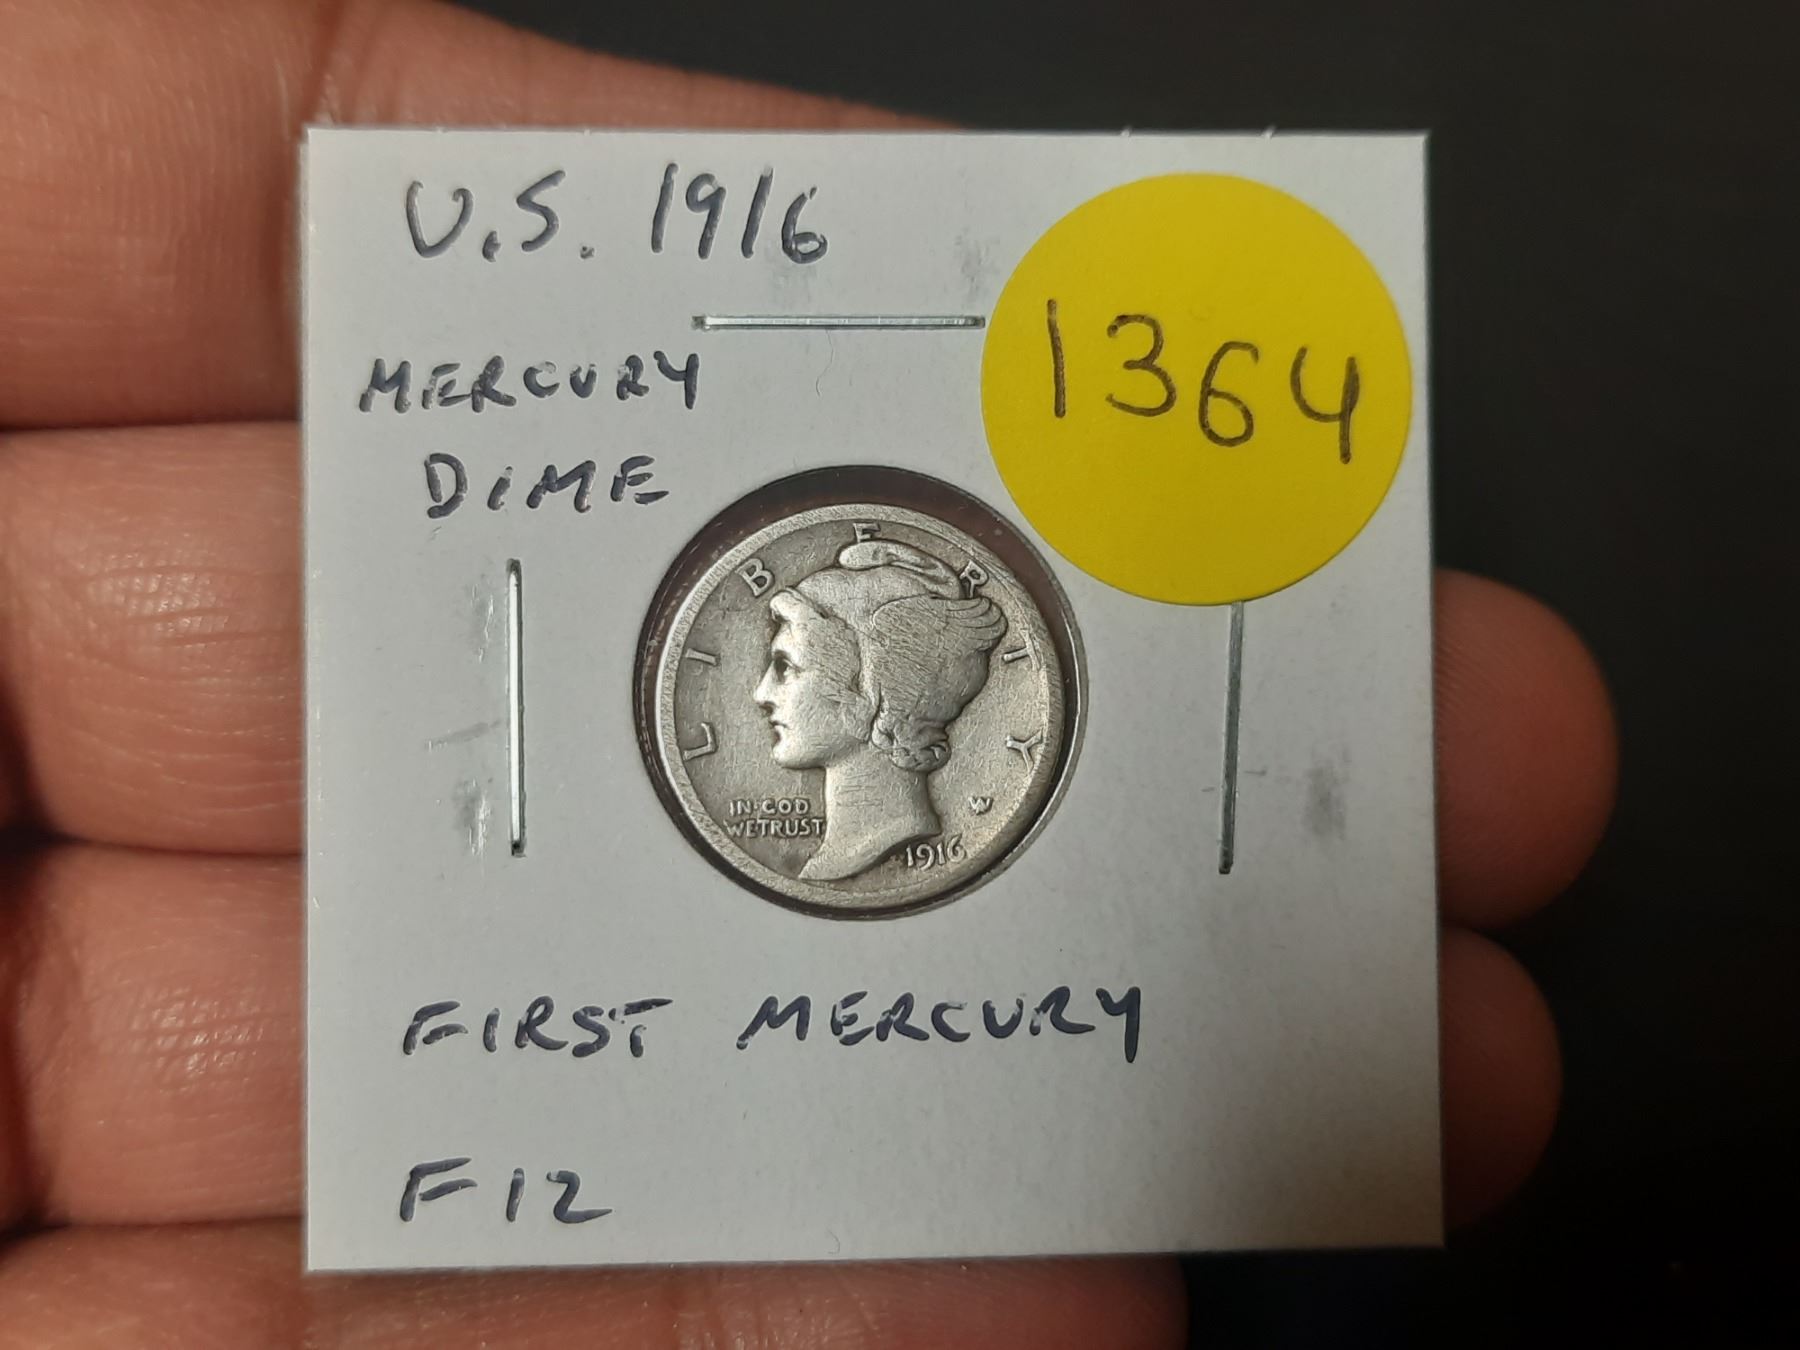 U.S. 1916
1364
MERCURY
DIME
LIBERTY
IN GOD
WE TRUST
W
1916
FIRST MERCURY
F12